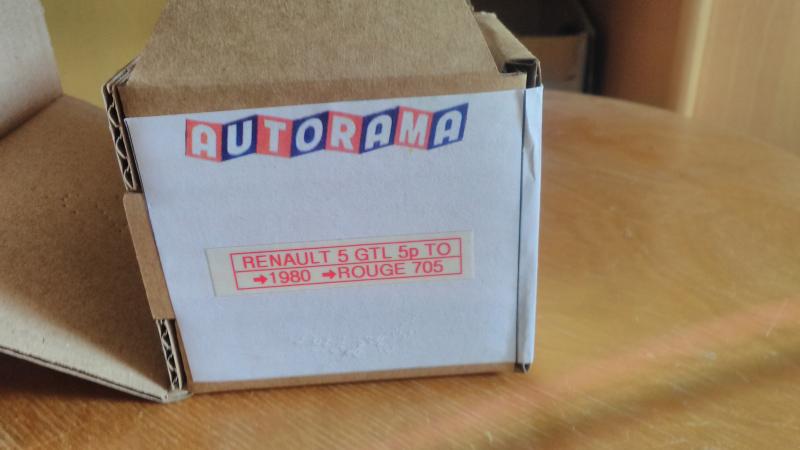 AUTORAMA
RENAULT 5 GTL 5p TO
➔1980 ➔ROUGE 705